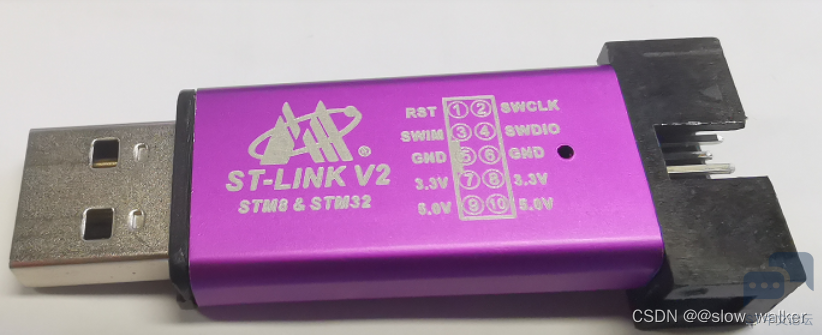 ST-LINK V2
STM8 & STM32
RST 1 2 SWCLK
SWIM 3 4 SWDIO
GND 5 6 GND
3.3V 7 8 3.3V
5.0V 9 10 5.0V
®
CSDN @@slow_walker